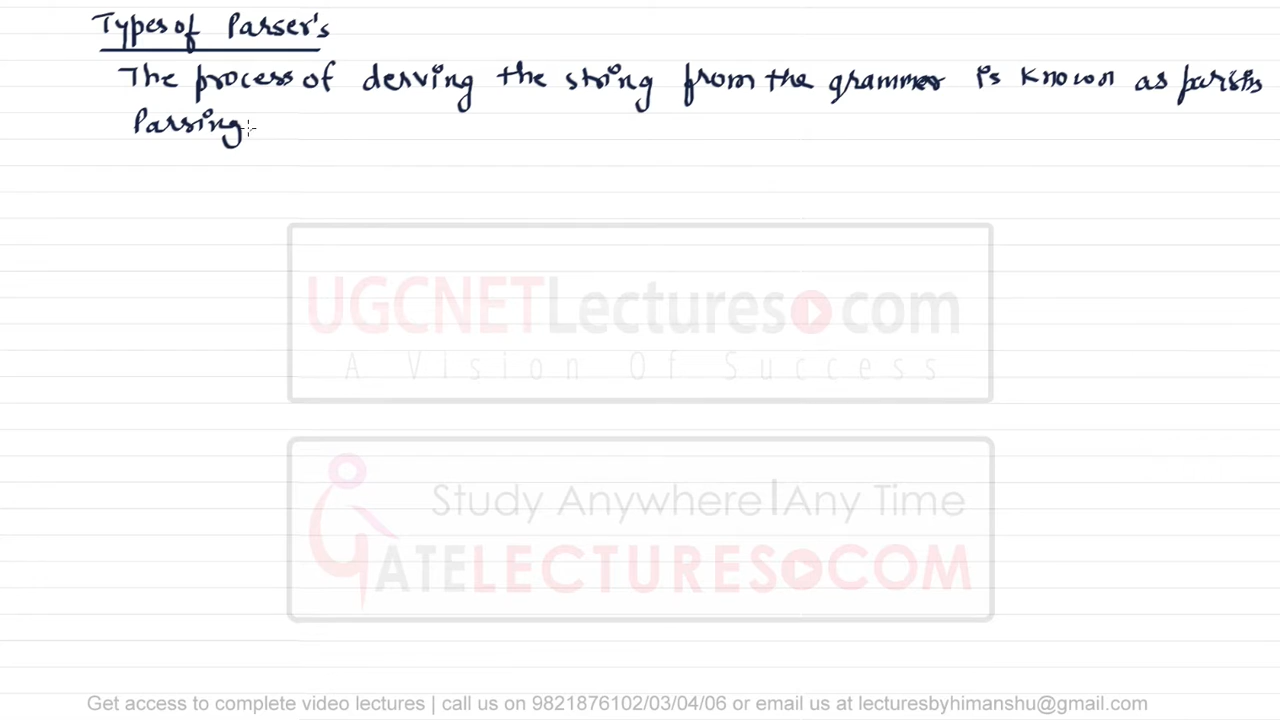 Types of Parser's
The process of derving the string from the grammer is known as
Parsing
UGCNETLectures.com
A Vision Of Success
Study Anywhere|Any Time
GATELECTURES.COM
Get access to complete video lectures | call us on 9821876102/03/04/06 or email us at lecturesbyhimanshu@gmail.com